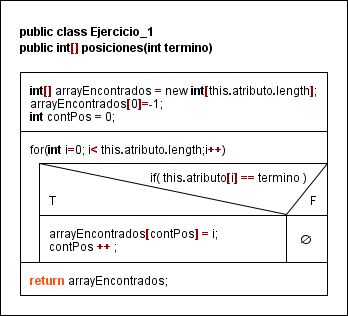 public class Ejercicio_1
public int[] posiciones(int termino)
int[] arrayEncontrados = new int[this.atributo.length];
arrayEncontrados[0]=-1;
int contPos = 0;
for(int i=0; i< this.atributo.length;i++)
if( this.atributo[i] == termino )
T F
arrayEncontrados[contPos] = i;
contPos ++ ;
∅
return arrayEncontrados;